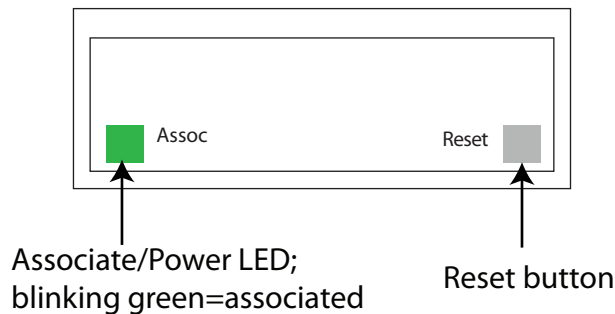 Assoc
Reset
Associate/Power LED;
blinking green=associated
Reset button